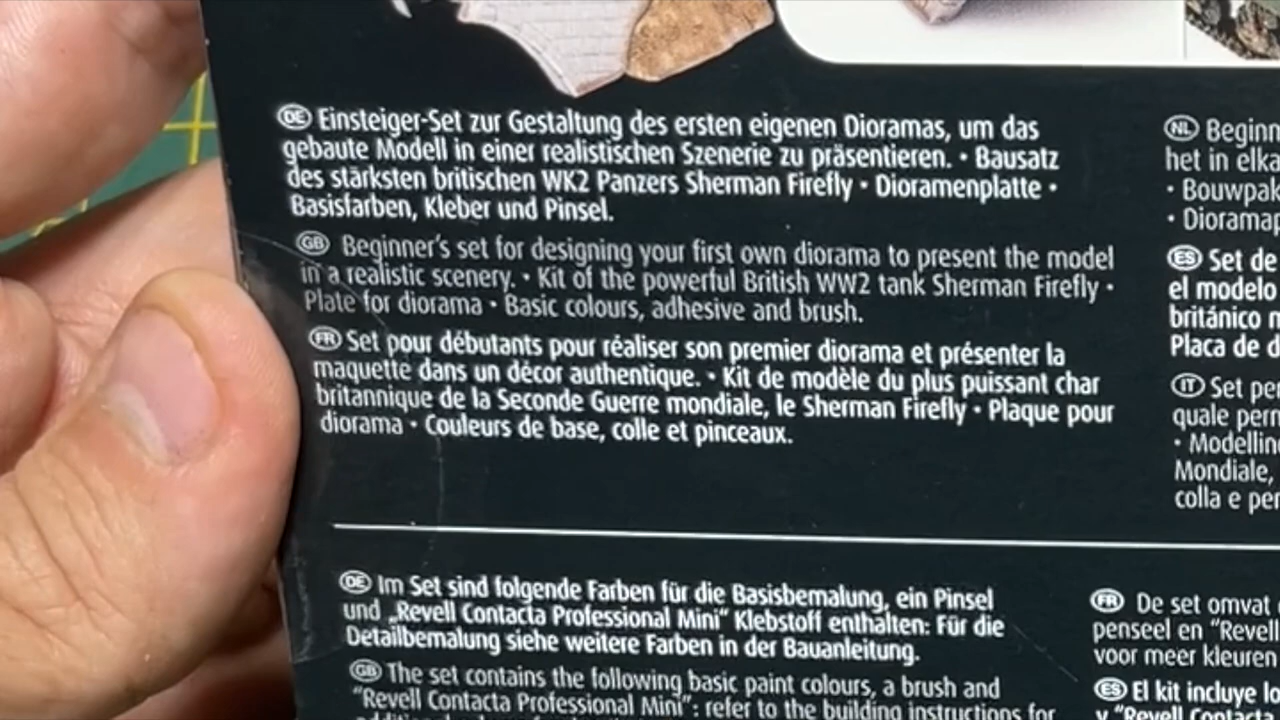 DE Einsteiger-Set zur Gestaltung des ersten eigenen Dioramas, um das
gebaute Modell in einer realistischen Szenerie zu präsentieren. • Bausatz
des stärksten britischen WK2 Panzers Sherman Firefly • Dioramenplatte •
Basisfarben, Kleber und Pinsel.
GB Beginner's set for designing your first own diorama to present the model
in a realistic scenery. • Kit of the powerful British WW2 tank Sherman Firefly •
Plate for diorama • Basic colours, adhesive and brush.
FR Set pour débutants pour réaliser son premier diorama et présenter la
maquette dans un décor authentique. • Kit de modèle du plus puissant char
britannique de la Seconde Guerre mondiale, le Sherman Firefly • Plaque pour
diorama • Couleurs de base, colle et pinceaux.
NL Beginn
het in elka
• Bouwpak
• Diorama
ES Set de
el modelo
británico
Placa de d
IT Set per
quale perm
• Modellin
Mondiale,
colla e pe
DE Im Set sind folgende Farben für die Basisbemalung, ein Pinsel
und „Revell Contacta Professional Mini“ Klebstoff enthalten: Für die
Detailbemalung siehe weitere Farben in der Bauanleitung.
GB The set contains the following basic paint colours, a brush and
“Revell Contacta Professional Mini”: refer to the building instructions for
FR De set omvat
penseel en “Revell
voor meer kleuren
ES El kit incluye lo
y “Revell Contacta